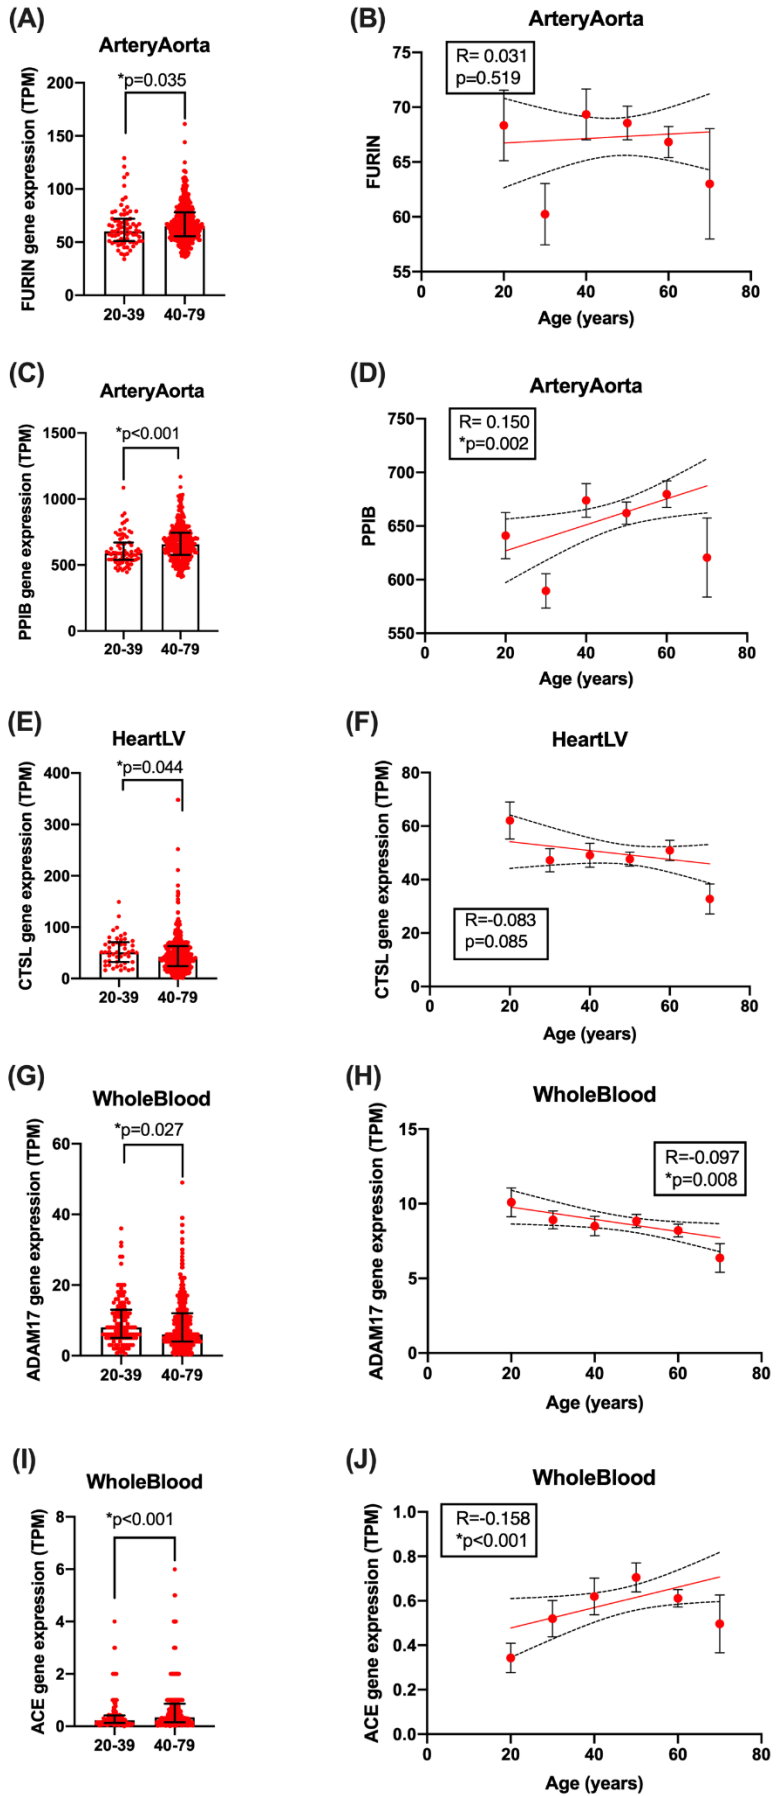 (A)
ArteryAorta
*p=0.035
FURIN gene expression (TPM)
200
150
100
50
0
20-39
40-79
(B)
ArteryAorta
R= 0.031
p=0.519
FURIN
75
70
65
60
55
0
20
40
60
80
Age (years)
(C)
ArteryAorta
*p<0.001
PPIB gene expression (TPM)
1500
1000
500
0
20-39
40-79
(D)
ArteryAorta
R= 0.150
*p=0.002
PPIB
750
700
650
600
550
0
20
40
60
80
Age (years)
(E)
HeartLV
*p=0.044
CTSL gene expression (TPM)
400
300
200
100
0
20-39
40-79
(F)
HeartLV
CTSL gene expression (TPM)
80
60
40
20
0
R=-0.083
p=0.085
0
20
40
60
80
Age (years)
(G)
WholeBlood
*p=0.027
ADAM17 gene expression (TPM)
60
40
20
0
20-39
40-79
(H)
WholeBlood
R=-0.097
*p=0.008
ADAM17 gene expression (TPM)
15
10
5
0
0
20
40
60
80
Age (years)
(I)
WholeBlood
*p<0.001
ACE gene expression (TPM)
8
6
4
2
0
20-39
40-79
(J)
WholeBlood
R=-0.158
*p<0.001
ACE gene expression (TPM)
1.0
0.8
0.6
0.4
0.2
0.0
0
20
40
60
80
Age (years)